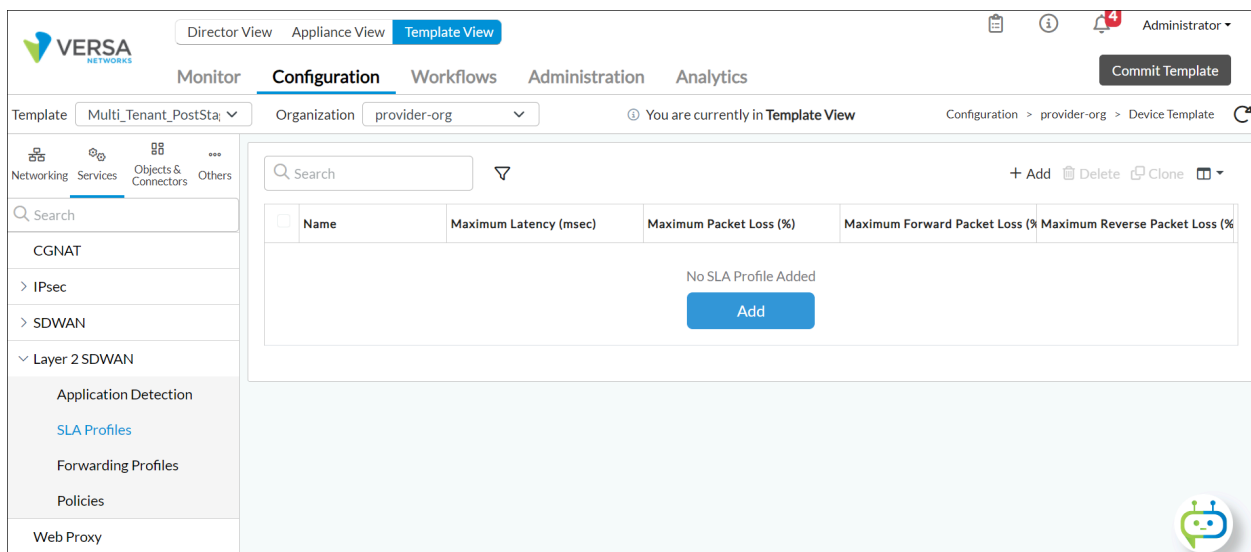 VERSA
NETWORKS
Director View Appliance View Template View
4
Administrator
Monitor Configuration Workflows Administration Analytics
Commit Template
Template Multi_Tenant_PostSta Organization provider-org You are currently in Template View Configuration > provider-org > Device Template
Networking Services Objects & Connectors Others
Search
CGNAT
IPsec
SDWAN
Layer 2 SDWAN
Application Detection
SLA Profiles
Forwarding Profiles
Policies
Web Proxy
Search
+ Add Delete Clone
Name Maximum Latency (msec) Maximum Packet Loss (%) Maximum Forward Packet Loss (% Maximum Reverse Packet Loss (%
No SLA Profile Added
Add